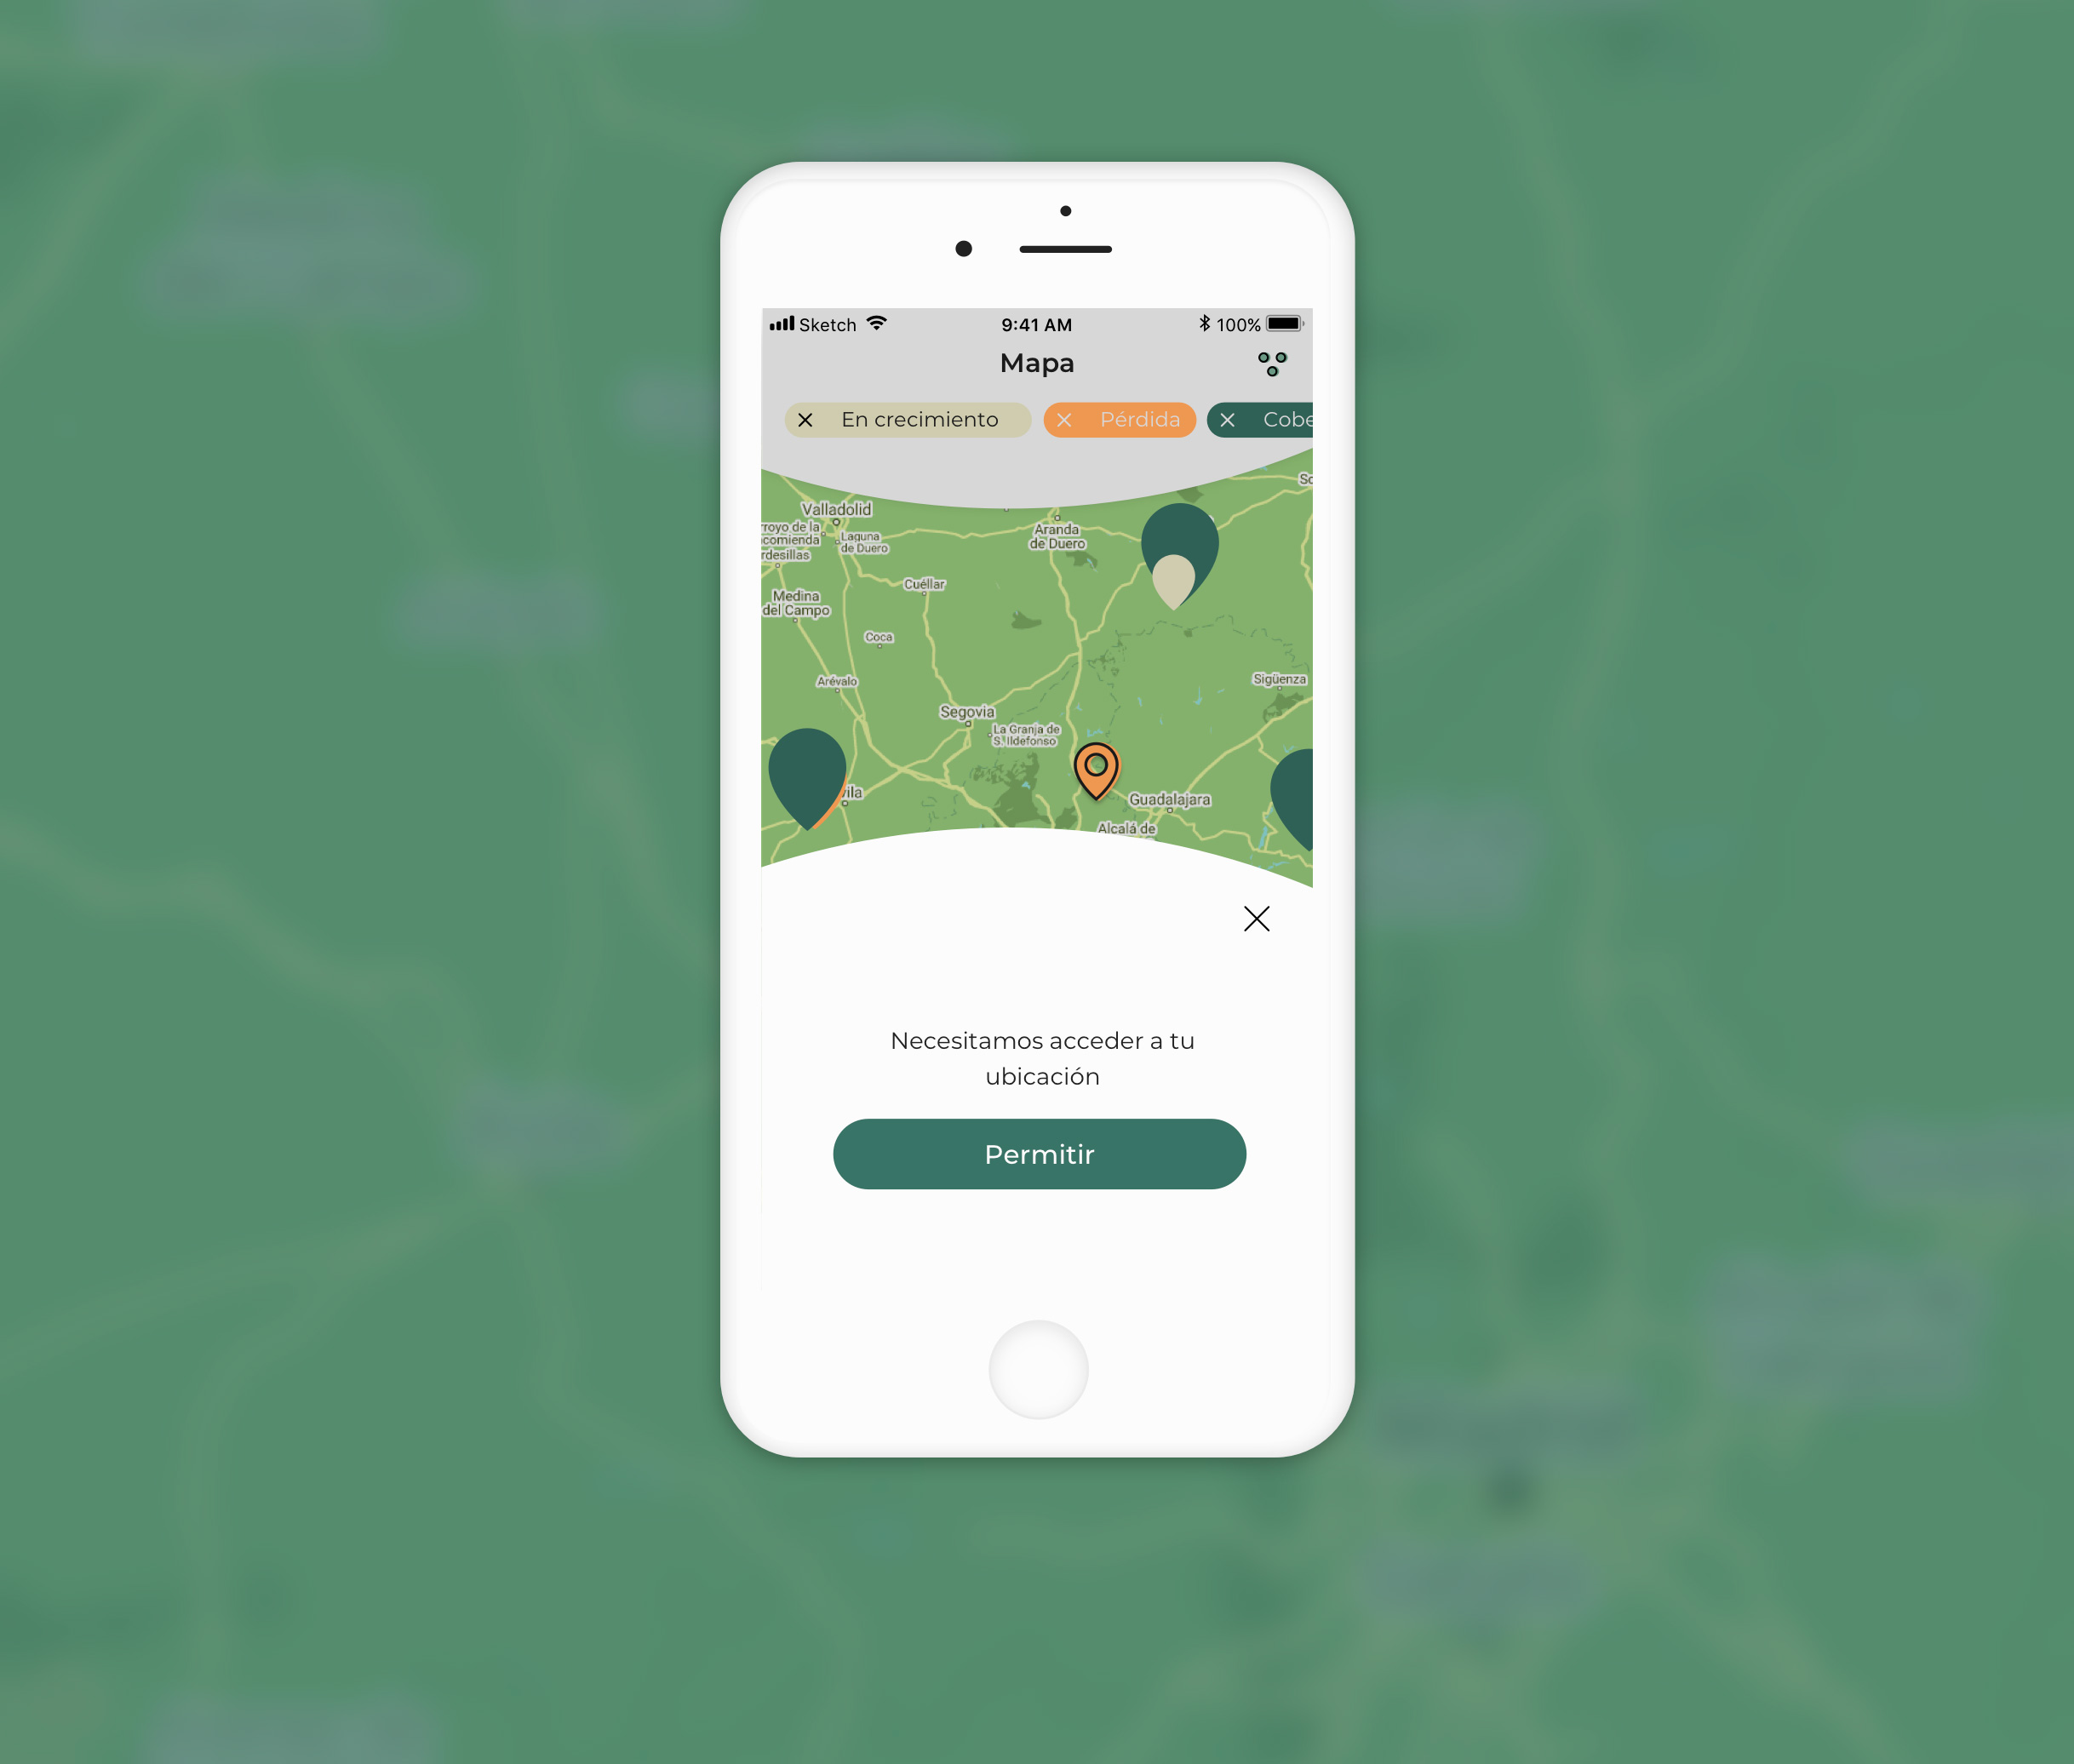 Sketch 9:41 AM 100%
Mapa
En crecimiento Pérdida Cobe
So
Valladolid
rroyo de la
comienda
rdesillas
Laguna
de Duero
Aranda
de Duero
Cuéllar
Medina
del Campo
Coca
Arévalo
Sigüenza
Segovia
La Granja de
S. Ildefonso
vila
Guadalajara
Alcalá de
Necesitamos acceder a tu
ubicación
Permitir